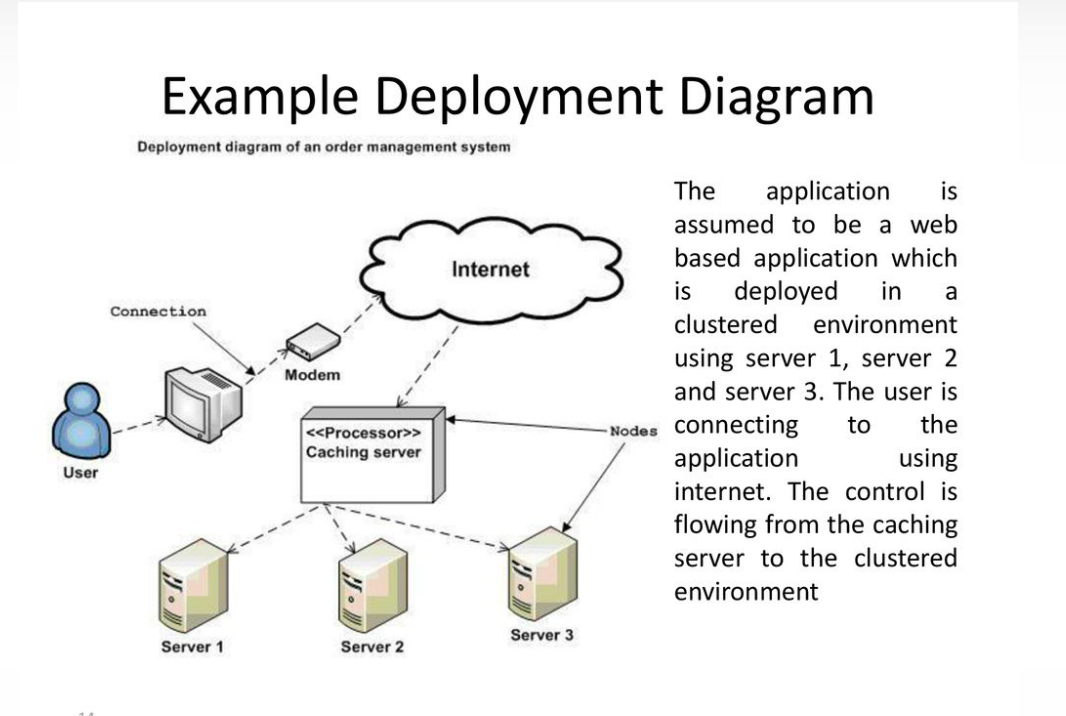 Example Deployment Diagram
Deployment diagram of an order management system
Internet
Connection
Modem
User
<<Processor>>
Caching server
Nodes
Server 1
Server 2
Server 3
The application is
assumed to be a web
based application which
is deployed in a
clustered environment
using server 1, server 2
and server 3. The user is
connecting to the
application using
internet. The control is
flowing from the caching
server to the clustered
environment